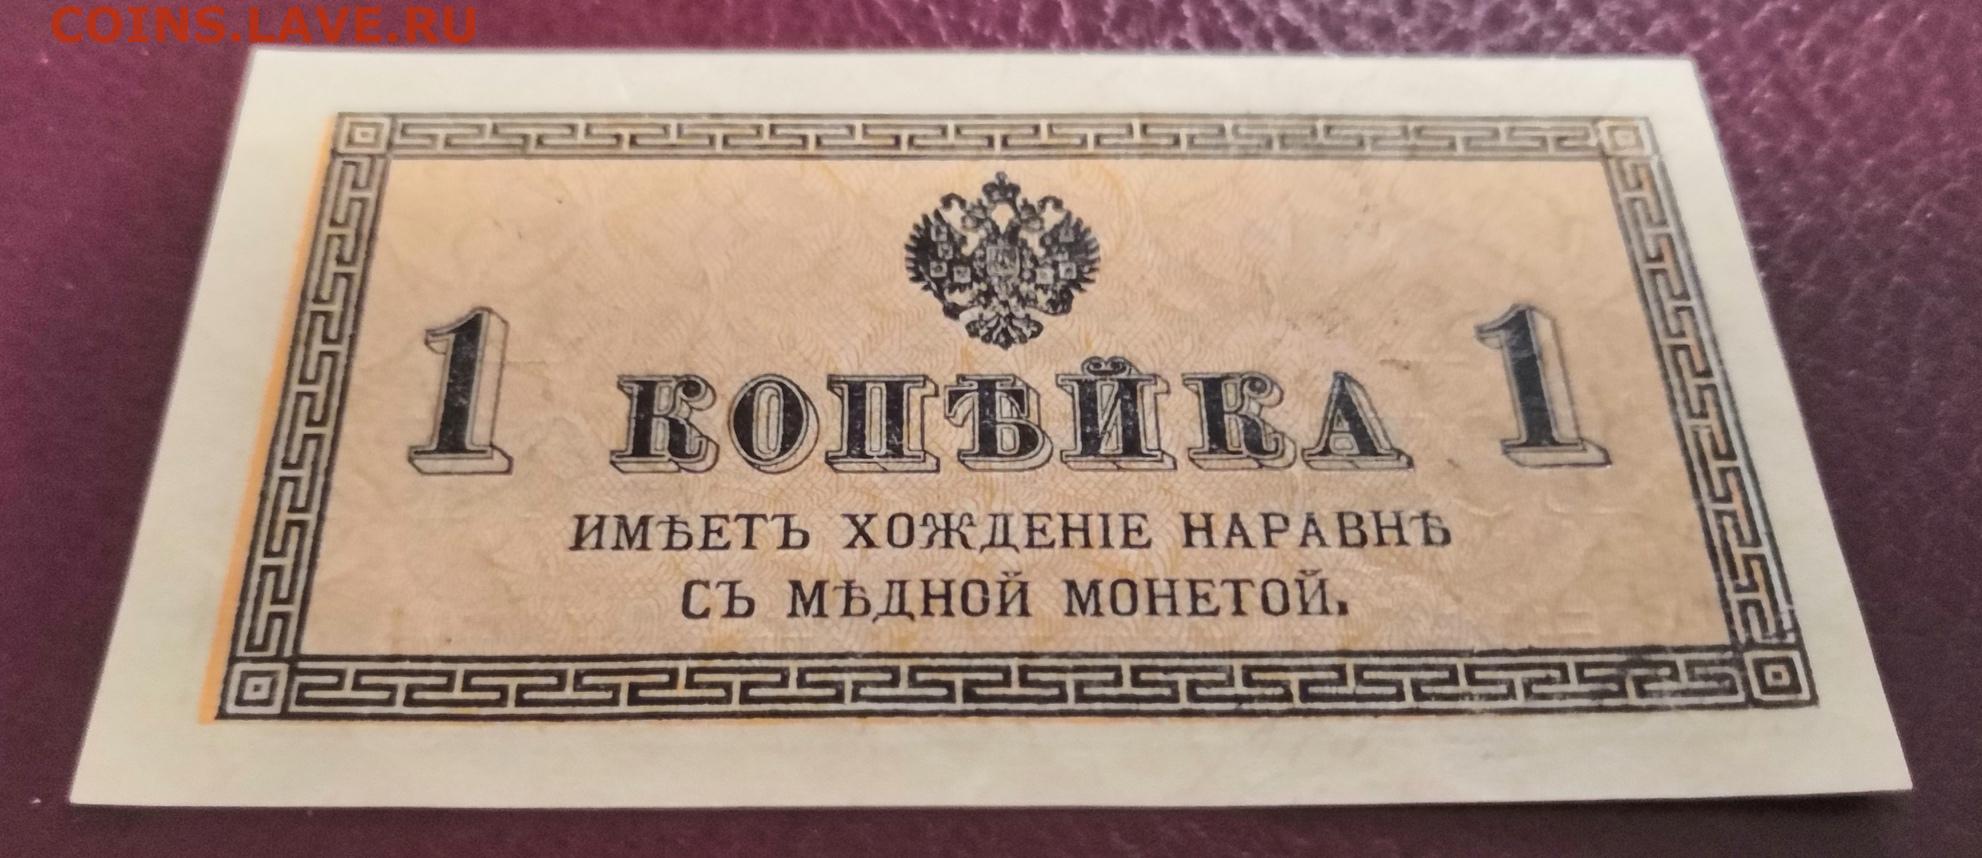 COINS.LAVE.RU
1 КОПѢЙКА 1
ИМѢЕТЪ ХОЖДЕНІЕ НАРАВНѢ
СЪ МѢДНОЙ МОНЕТОЙ.